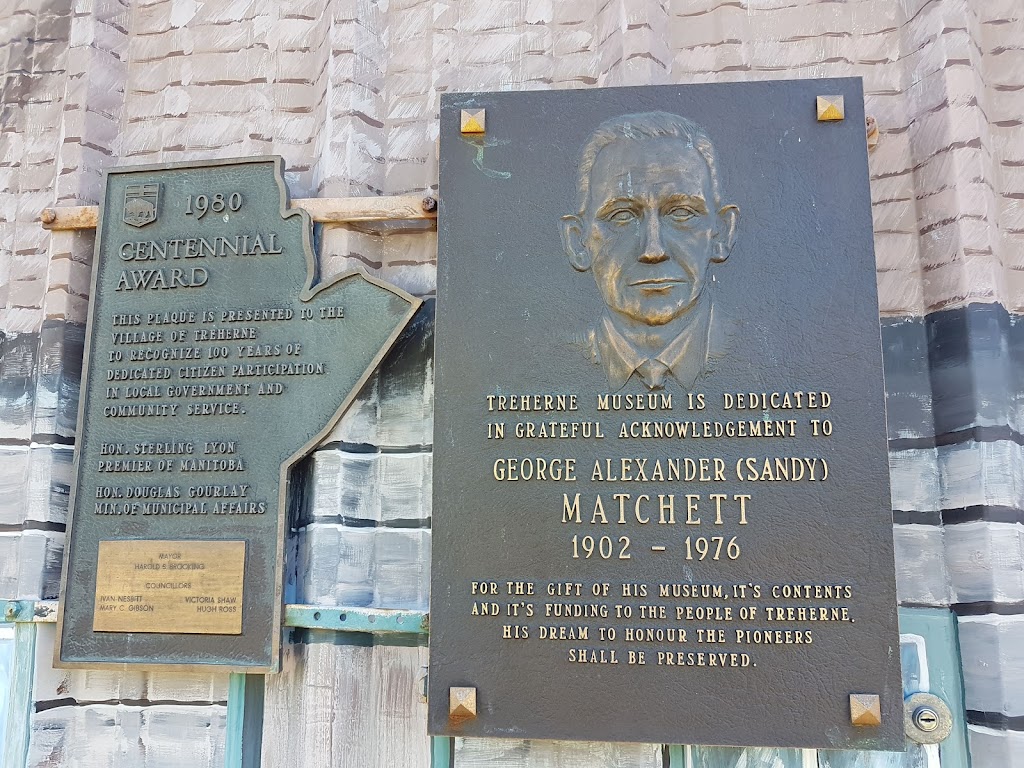 1980
CENTENNIAL
AWARD
THIS PLAQUE IS PRESENTED TO THE
VILLAGE OF TREHERNE
TO RECOGNIZE 100 YEARS OF
DEDICATED CITIZEN PARTICIPATION
IN LOCAL GOVERNMENT AND
COMMUNITY SERVICE.
HON. STERLING LYON
PREMIER OF MANITOBA
HON. DOUGLAS GOURLAY
MIN. OF MUNICIPAL AFFAIRS
MAYOR
HAROLD S. BROOKING
COUNCILLORS
IVAN NESBITT VICTORIA SHAW
MARY C. GIBSON HUGH ROSS
TREHERNE MUSEUM IS DEDICATED
IN GRATEFUL ACKNOWLEDGEMENT TO
GEORGE ALEXANDER (SANDY)
MATCHETT
1902 - 1976
FOR THE GIFT OF HIS MUSEUM, IT'S CONTENTS
AND IT'S FUNDING TO THE PEOPLE OF TREHERNE.
HIS DREAM TO HONOUR THE PIONEERS
SHALL BE PRESERVED.